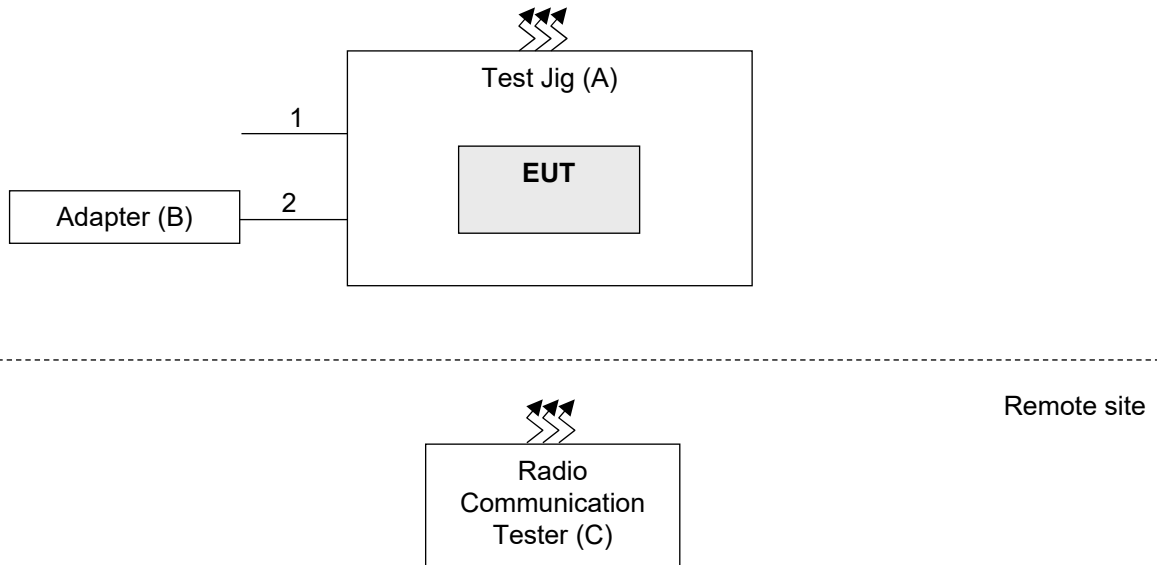 Test Jig (A)
1
EUT
2
Adapter (B)
Remote site
Radio
Communication
Tester (C)